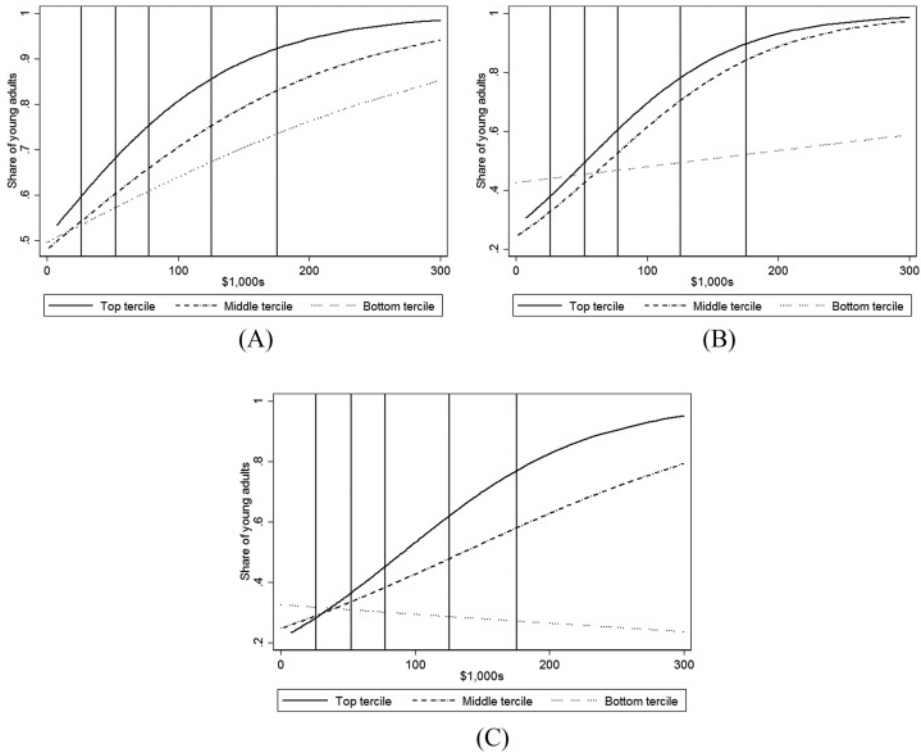 1
.9
.8
.7
.6
.5
Share of young adults
0 100 200 300
$1,000s
Top tercile Middle tercile Bottom tercile
(A)
1
.8
.6
.4
.2
Share of young adults
0 100 200 300
$1,000s
Top tercile Middle tercile Bottom tercile
(B)
1
.8
.6
.4
.2
Share of young adults
0 100 200 300
$1,000s
Top tercile Middle tercile Bottom tercile
(C)